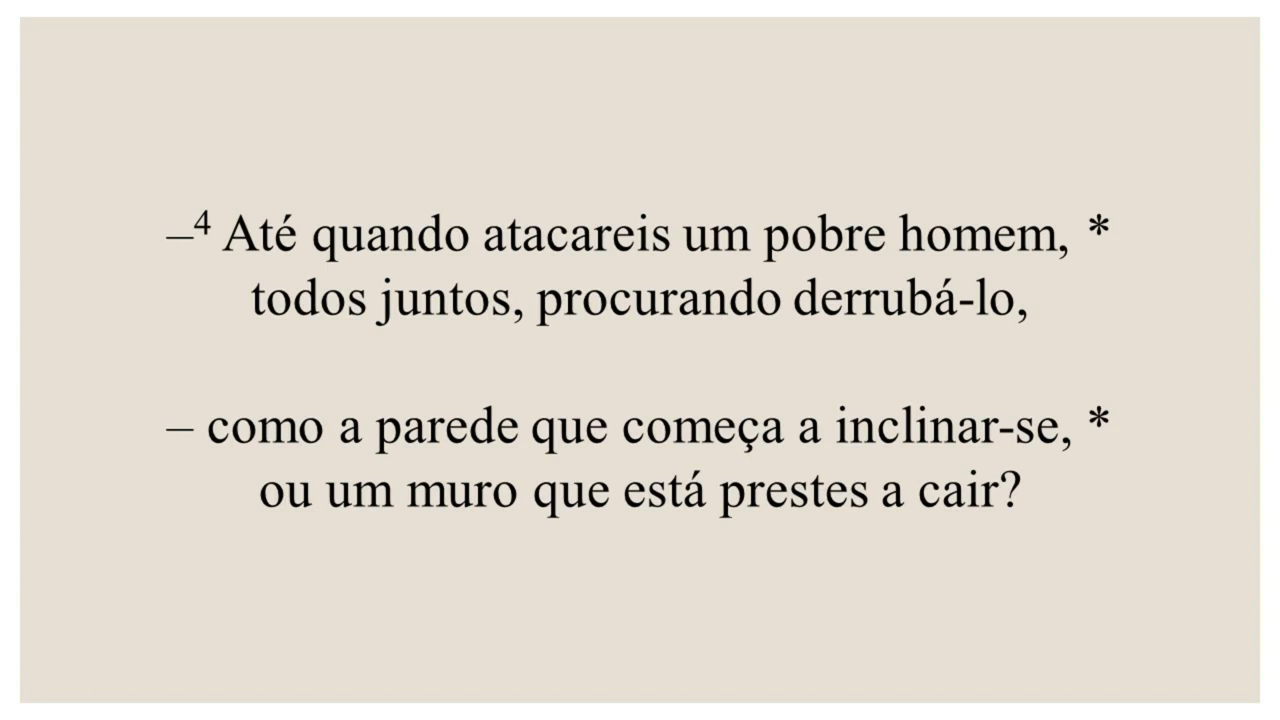 –⁴ Até quando atacareis um pobre homem, *
todos juntos, procurando derrubá-lo,
– como a parede que começa a inclinar-se, *
ou um muro que está prestes a cair?